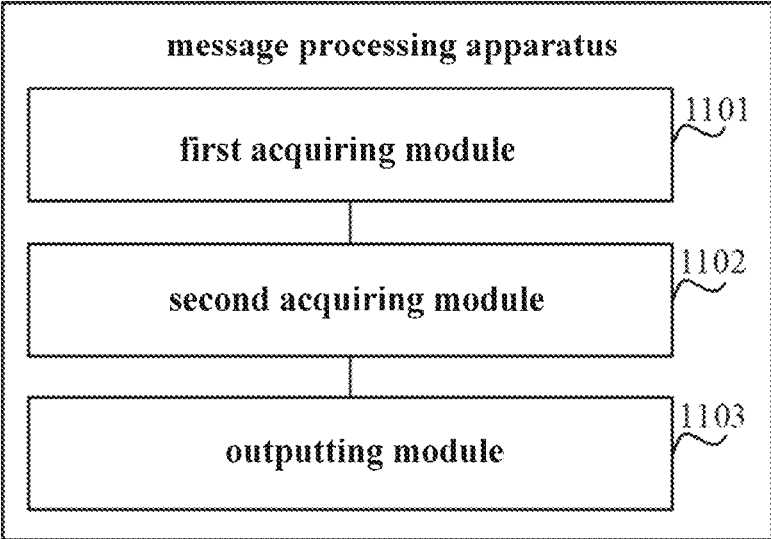 message processing apparatus
1101
first acquiring module
1102
second acquiring module
1103
outputting module